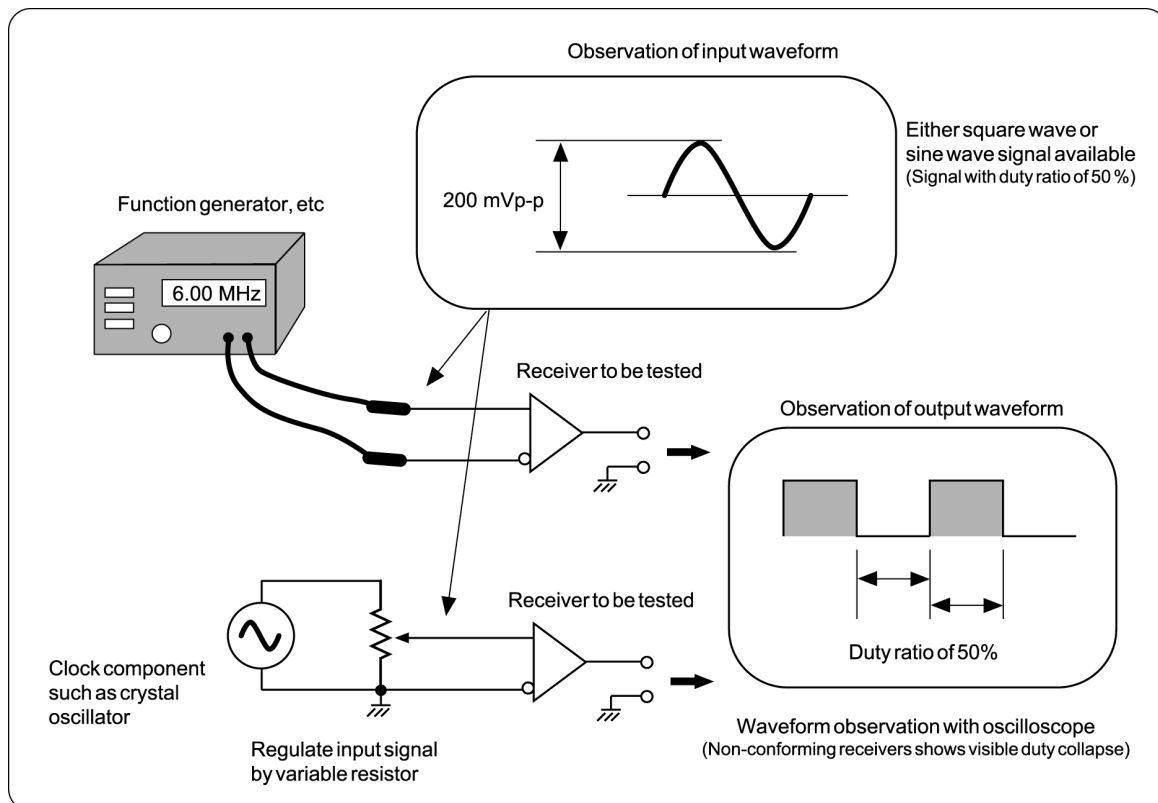 Observation of input waveform
Either square wave or
sine wave signal available
(Signal with duty ratio of 50 %)
200 mVp-p
Function generator, etc
6.00 MHz
Receiver to be tested
Observation of output waveform
Receiver to be tested
Duty ratio of 50%
Clock component
such as crystal
oscillator
Regulate input signal
by variable resistor
Waveform observation with oscilloscope
(Non-conforming receivers shows visible duty collapse)